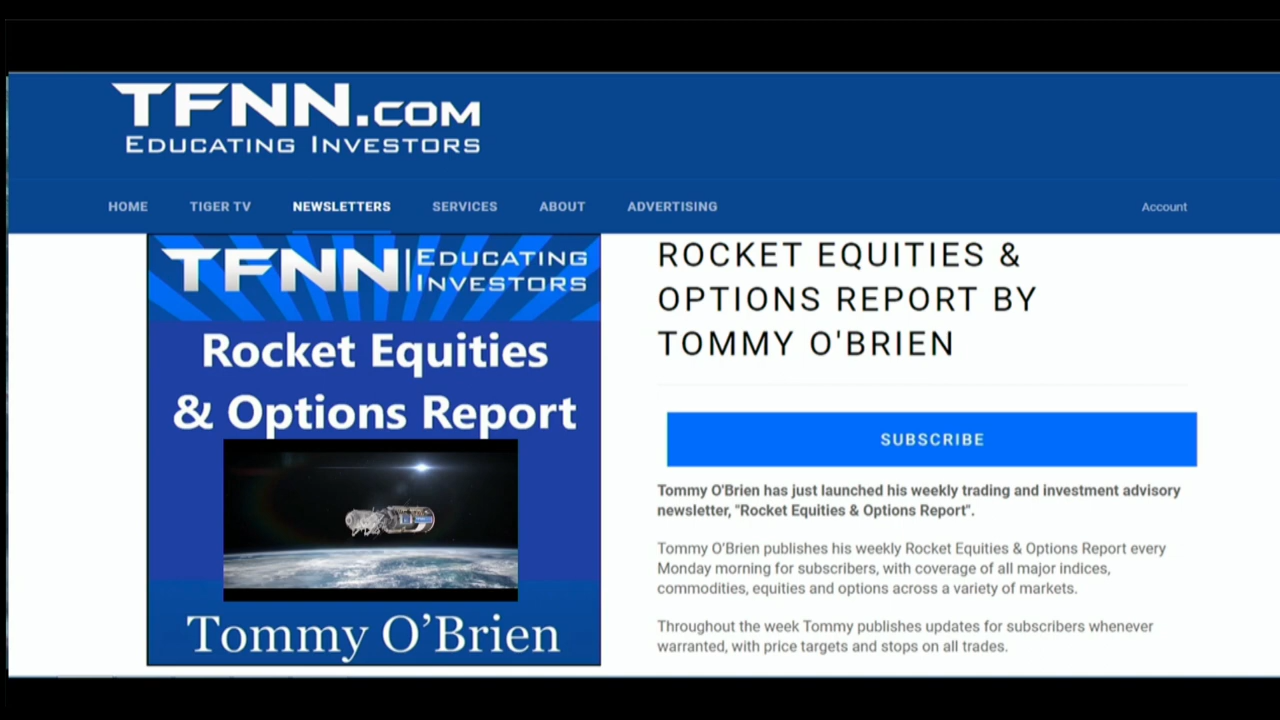 TFNN.COM
EDUCATING INVESTORS
HOME TIGER TV NEWSLETTERS SERVICES ABOUT ADVERTISING Account
TFNN EDUCATING INVESTORS
Rocket Equities
& Options Report
Tommy O’Brien
ROCKET EQUITIES &
OPTIONS REPORT BY
TOMMY O'BRIEN
SUBSCRIBE
Tommy O'Brien has just launched his weekly trading and investment advisory
newsletter, "Rocket Equities & Options Report".
Tommy O’Brien publishes his weekly Rocket Equities & Options Report every
Monday morning for subscribers, with coverage of all major indices,
commodities, equities and options across a variety of markets.
Throughout the week Tommy publishes updates for subscribers whenever
warranted, with price targets and stops on all trades.